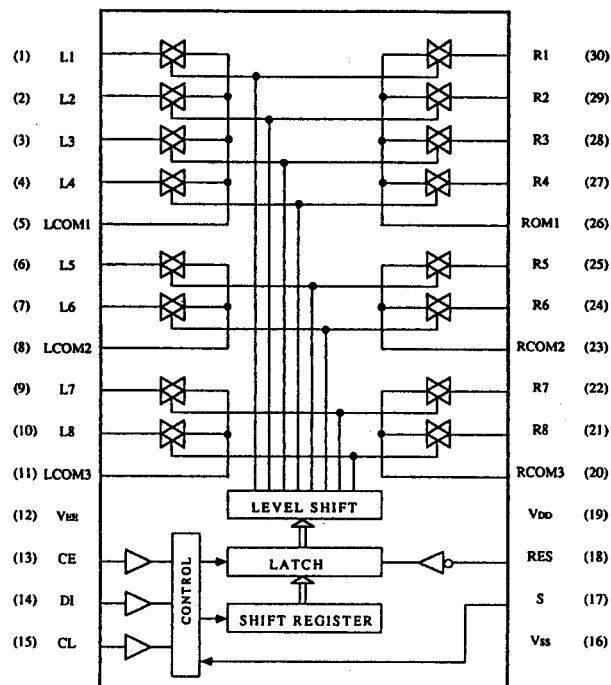 (1) L1 R1 (30)
(2) L2 R2 (29)
(3) L3 R3 (28)
(4) L4 R4 (27)
(5) LCOM1 ROM1 (26)
(6) L5 R5 (25)
(7) L6 R6 (24)
(8) LCOM2 RCOM2 (23)
(9) L7 R7 (22)
(10) L8 R8 (21)
(11) LCOM3 RCOM3 (20)
LEVEL SHIFT
(12) VEE VDD (19)
(13) CE CONTROL LATCH RES (18)
(14) DI SHIFT REGISTER S (17)
(15) CL Vss (16)